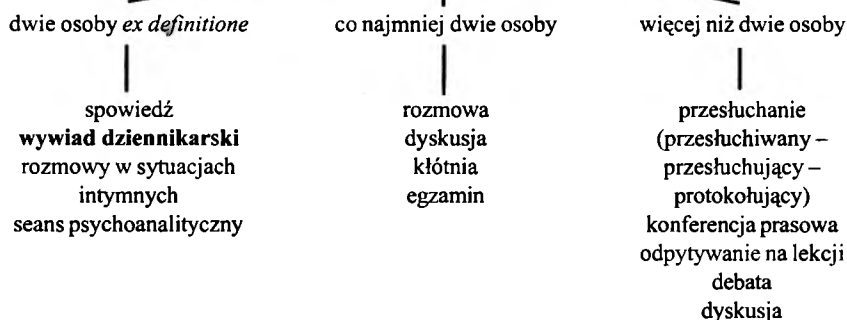 dwie osoby ex definitione
spowiedź
wywiad dziennikarski
rozmowy w sytuacjach
intymnych
seans psychoanalityczny
co najmniej dwie osoby
rozmowa
dyskusja
kłótnia
egzamin
więcej niż dwie osoby
przesłuchanie
(przesłuchiwany –
przesłuchujący –
protokołujący)
konferencja prasowa
odpytywanie na lekcji
debata
dyskusja